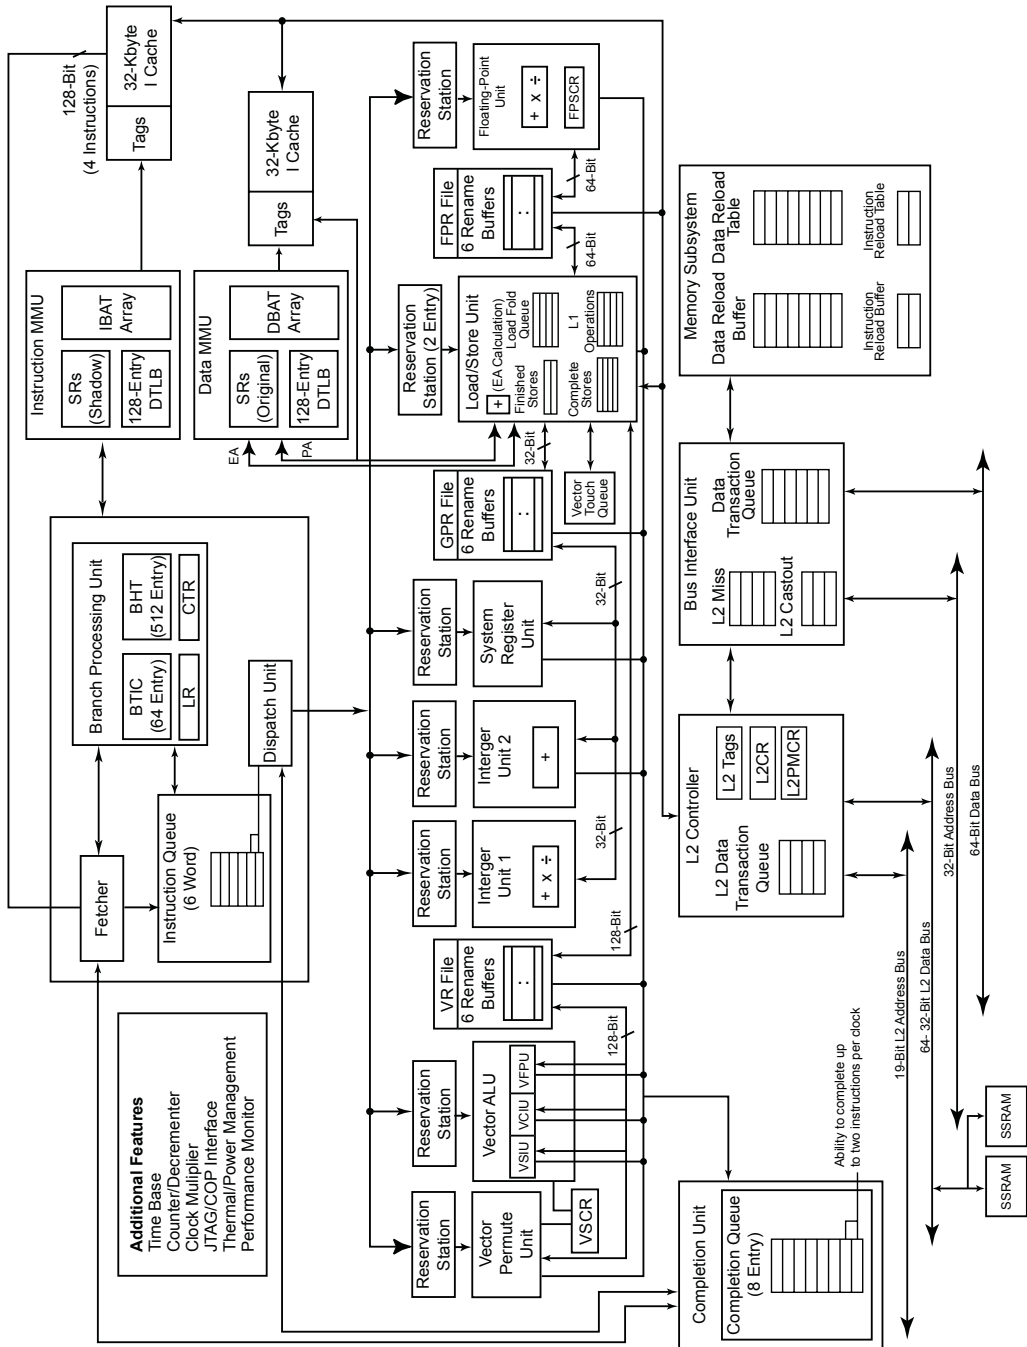 Additional Features
Time Base
Counter/Decrementer
Clock Muliplier
JTAG/COP Interface
Thermal/Power Management
Performance Monitor
Fetcher
Branch Processing Unit
BTIC
(64 Entry)
BHT
(512 Entry)
LR
CTR
Instruction Queue
(6 Word)
Dispatch Unit
Instruction MMU
SRs
(Shadow)
IBAT
Array
128-Entry
DTLB
128-Bit
(4 Instructions)
Tags
32-Kbyte
I Cache
Data MMU
SRs
(Original)
DBAT
Array
128-Entry
DTLB
Tags
32-Kbyte
I Cache
EA
PA
Reservation
Station
Vector
Permute
Unit
VSCR
Reservation
Station
Vector ALU
VSIU
VCIU
VFPU
128-Bit
VR File
6 Rename
Buffers
:
128-Bit
Reservation
Station
Interger
Unit 1
+ x ÷
32-Bit
Reservation
Station
Interger
Unit 2
+
Reservation
Station
System
Register
Unit
32-Bit
GPR File
6 Rename
Buffers
:
32-Bit
Vector
Touch
Queue
Reservation
Station (2 Entry)
Load/Store Unit
+
(EA Calculation)
Load Fold
Queue
Finished
Stores
L1
Operations
Complete
Stores
64-Bit
FPR File
6 Rename
Buffers
:
64-Bit
Reservation
Station
Floating-Point
Unit
+ x ÷
FPSCR
Completion Unit
Completion Queue
(8 Entry)
Ability to complete up
to two instructions per clock
L2 Controller
L2 Data
Transaction
Queue
L2 Tags
L2CR
L2PMCR
Bus Interface Unit
L2 Miss
Data
Transaction
Queue
L2 Castout
Memory Subsystem
Data Reload
Buffer
Data Reload
Table
Instruction
Reload Buffer
Instruction
Reload Table
19-Bit L2 Address Bus
64- 32-Bit L2 Data Bus
32-Bit Address Bus
64-Bit Data Bus
SSRAM
SSRAM